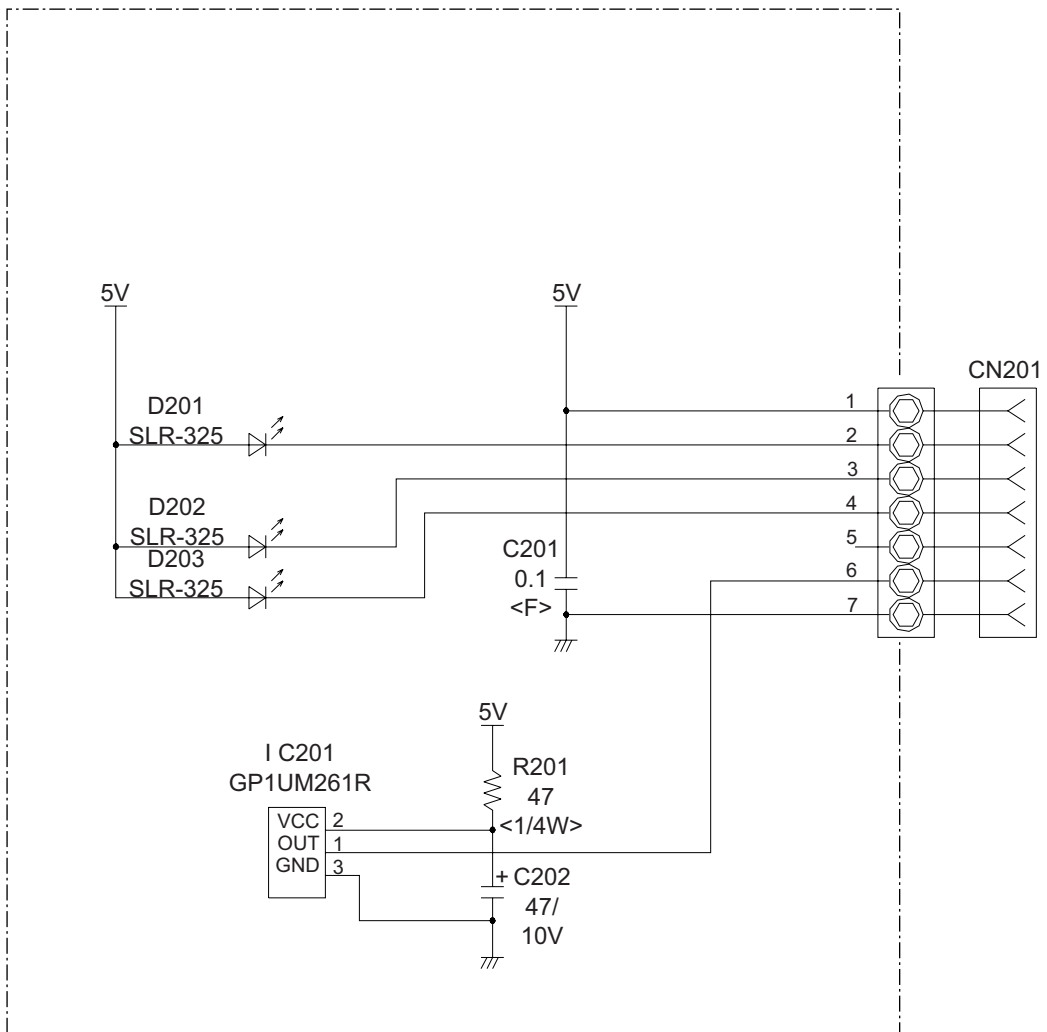 5V
5V
CN201
D201
SLR-325
1
2
3
4
5
6
7
D202
SLR-325
D203
SLR-325
C201
0.1
<F>
5V
I C201
GP1UM261R
R201
47
<1/4W>
VCC 2
OUT 1
GND 3
+ C202
47/
10V